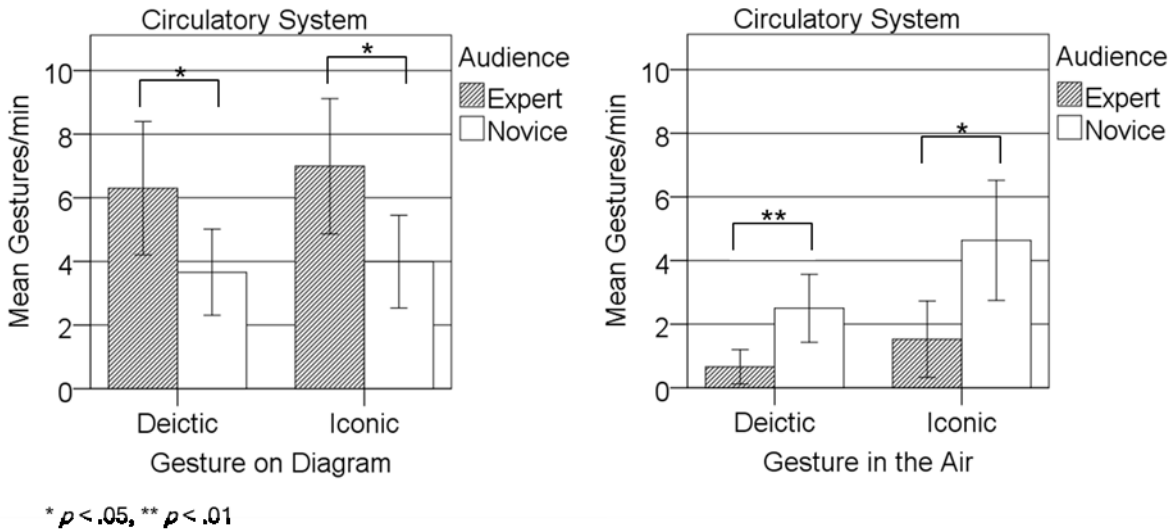 Circulatory System
*
*
Audience
Expert
Novice
Mean Gestures/min
10
8
6
4
2
0
Deictic Iconic
Gesture on Diagram
Circulatory System
**
*
Audience
Expert
Novice
Mean Gestures/min
10
8
6
4
2
0
Deictic Iconic
Gesture in the Air
* p < .05, ** p < .01